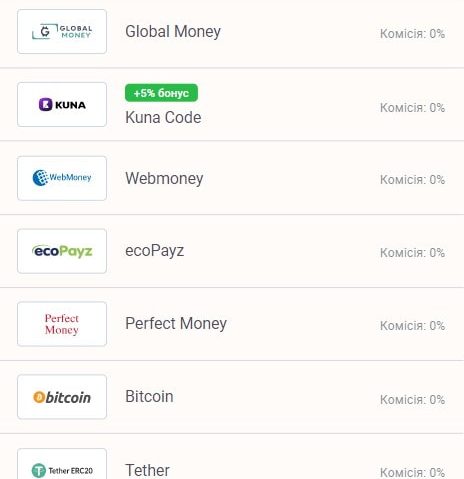 GLOBAL
MONEY
Global Money
Комісія: 0%
KUNA
+5% бонус
Kuna Code
Комісія: 0%
WebMoney
Webmoney
Комісія: 0%
ecoPayz
ecoPayz
Комісія: 0%
Perfect
Money
Perfect Money
Комісія: 0%
bitcoin
Bitcoin
Комісія: 0%
Tether ERC20
Tether
Комісія: 0%